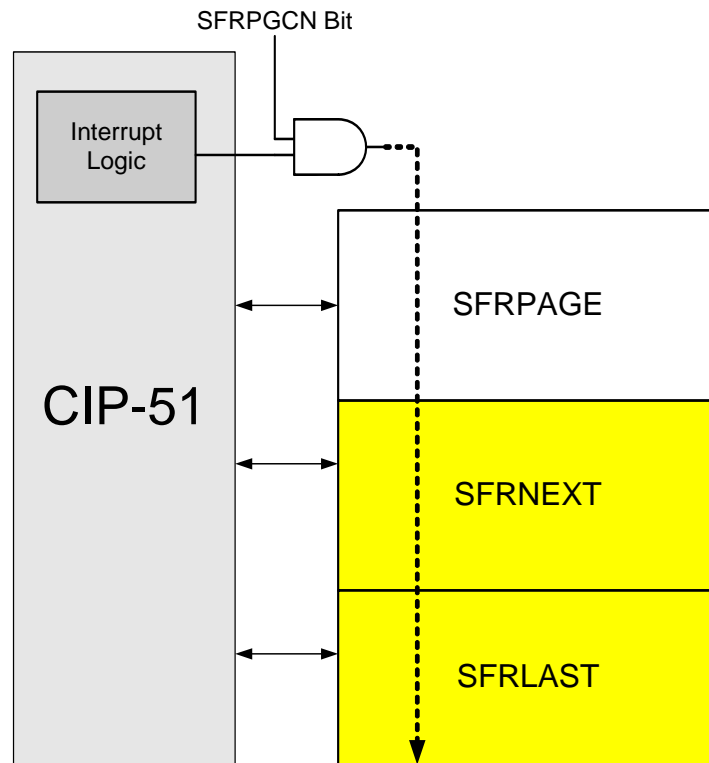 SFRPGCN Bit
Interrupt
Logic
SFRPAGE
CIP-51
SFRNEXT
SFRLAST